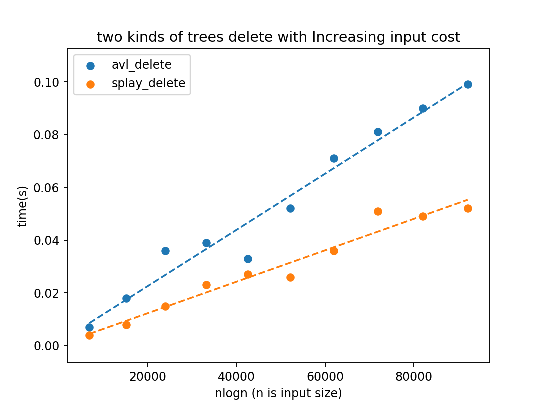 two kinds of trees delete with Increasing input cost
avl_delete
splay_delete
0.10
0.08
0.06
0.04
0.02
0.00
time(s)
20000 40000 60000 80000
nlogn (n is input size)